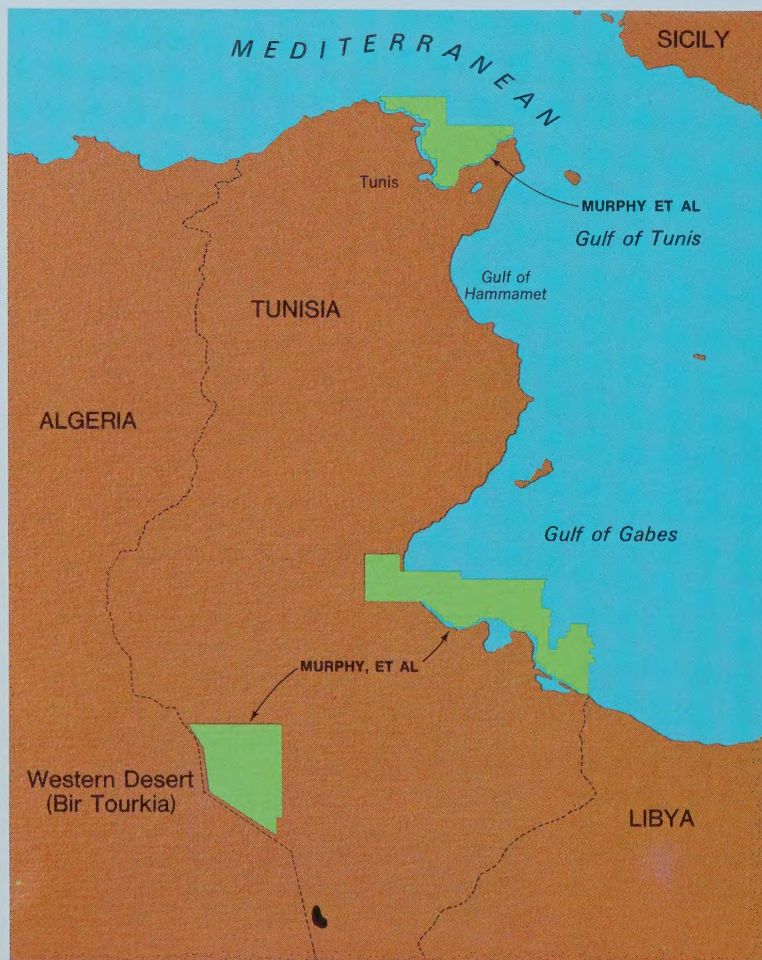 SICILY
MEDITERRANEAN
Tunis
MURPHY ET AL
Gulf of Tunis
Gulf of
Hammamet
TUNISIA
ALGERIA
Gulf of Gabes
MURPHY, ET AL
Western Desert
(Bir Tourkia)
LIBYA